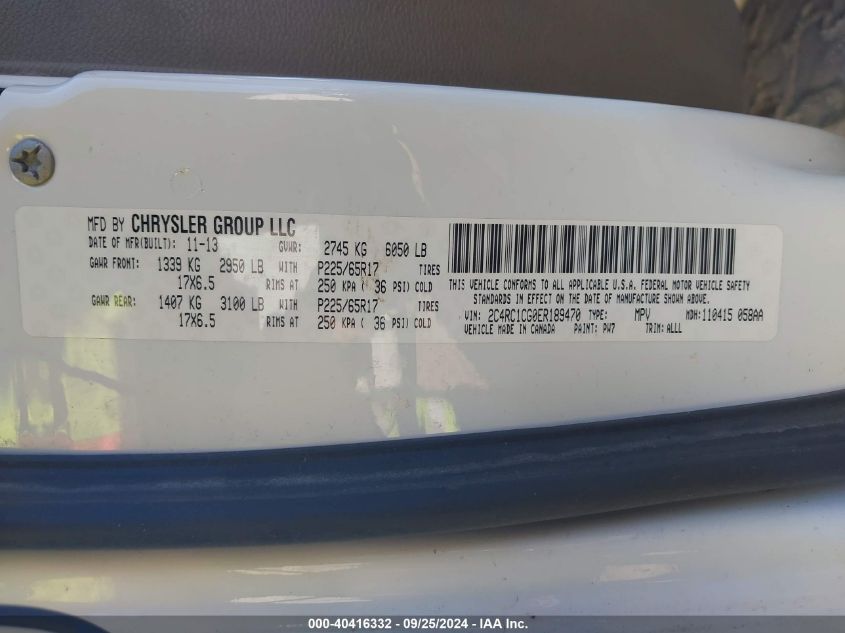 MFD BY CHRYSLER GROUP LLC
DATE OF MFR(BUILT): 11-13 GVWR: 2745 KG 6050 LB
GAWR FRONT: 1339 KG 2950 LB WITH P225/65R17 TIRES
17X6.5 RIMS AT 250 KPA ( 36 PSI) COLD
GAWR REAR: 1407 KG 3100 LB WITH P225/65R17 TIRES
17X6.5 RIMS AT 250 KPA ( 36 PSI) COLD
THIS VEHICLE CONFORMS TO ALL APPLICABLE U.S.A. FEDERAL MOTOR VEHICLE SAFETY
STANDARDS IN EFFECT ON THE DATE OF MANUFACTURE SHOWN ABOVE.
VIN: 2C4RC1CG0ER189470 TYPE: MPV MDH:110415 058AA
VEHICLE MADE IN CANADA PAINT: PW7 TRIM: ALLL
000-40416332 - 09/25/2024 - IAA Inc.